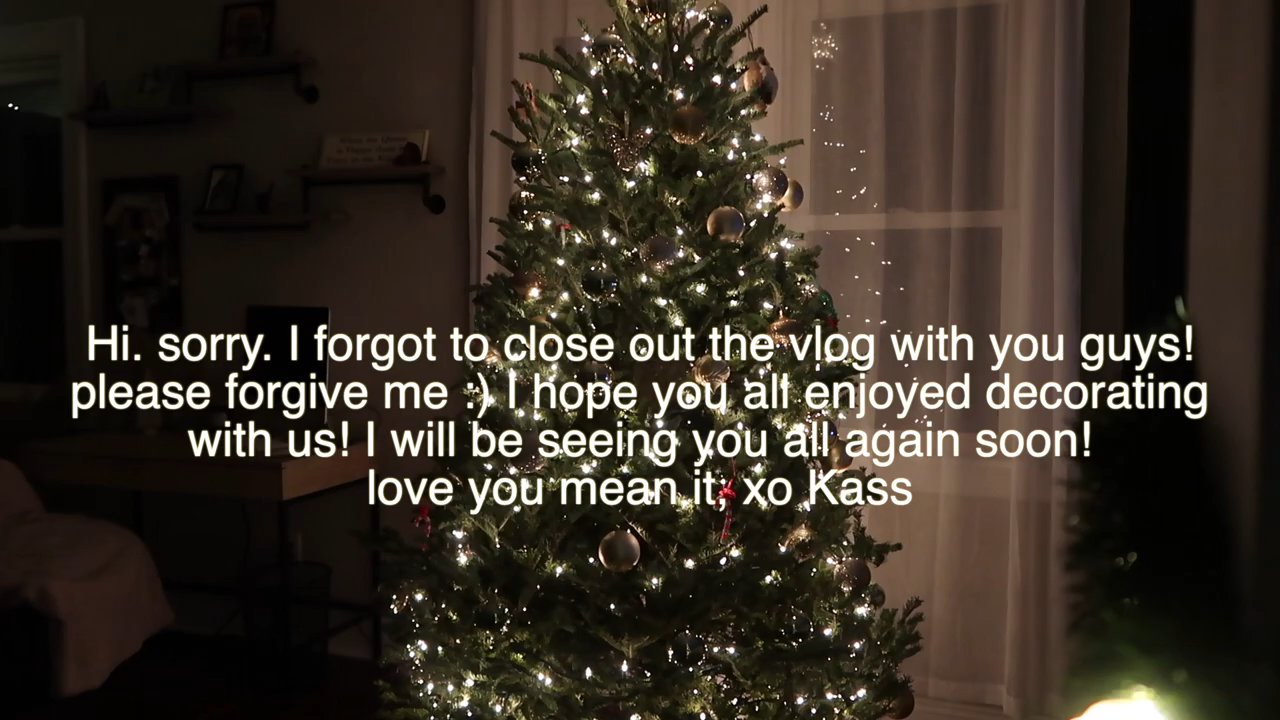 Hi. sorry. I forgot to close out the vlog with you guys!
please forgive me :) I hope you all enjoyed decorating
with us! I will be seeing you all again soon!
love you mean it, xo Kass